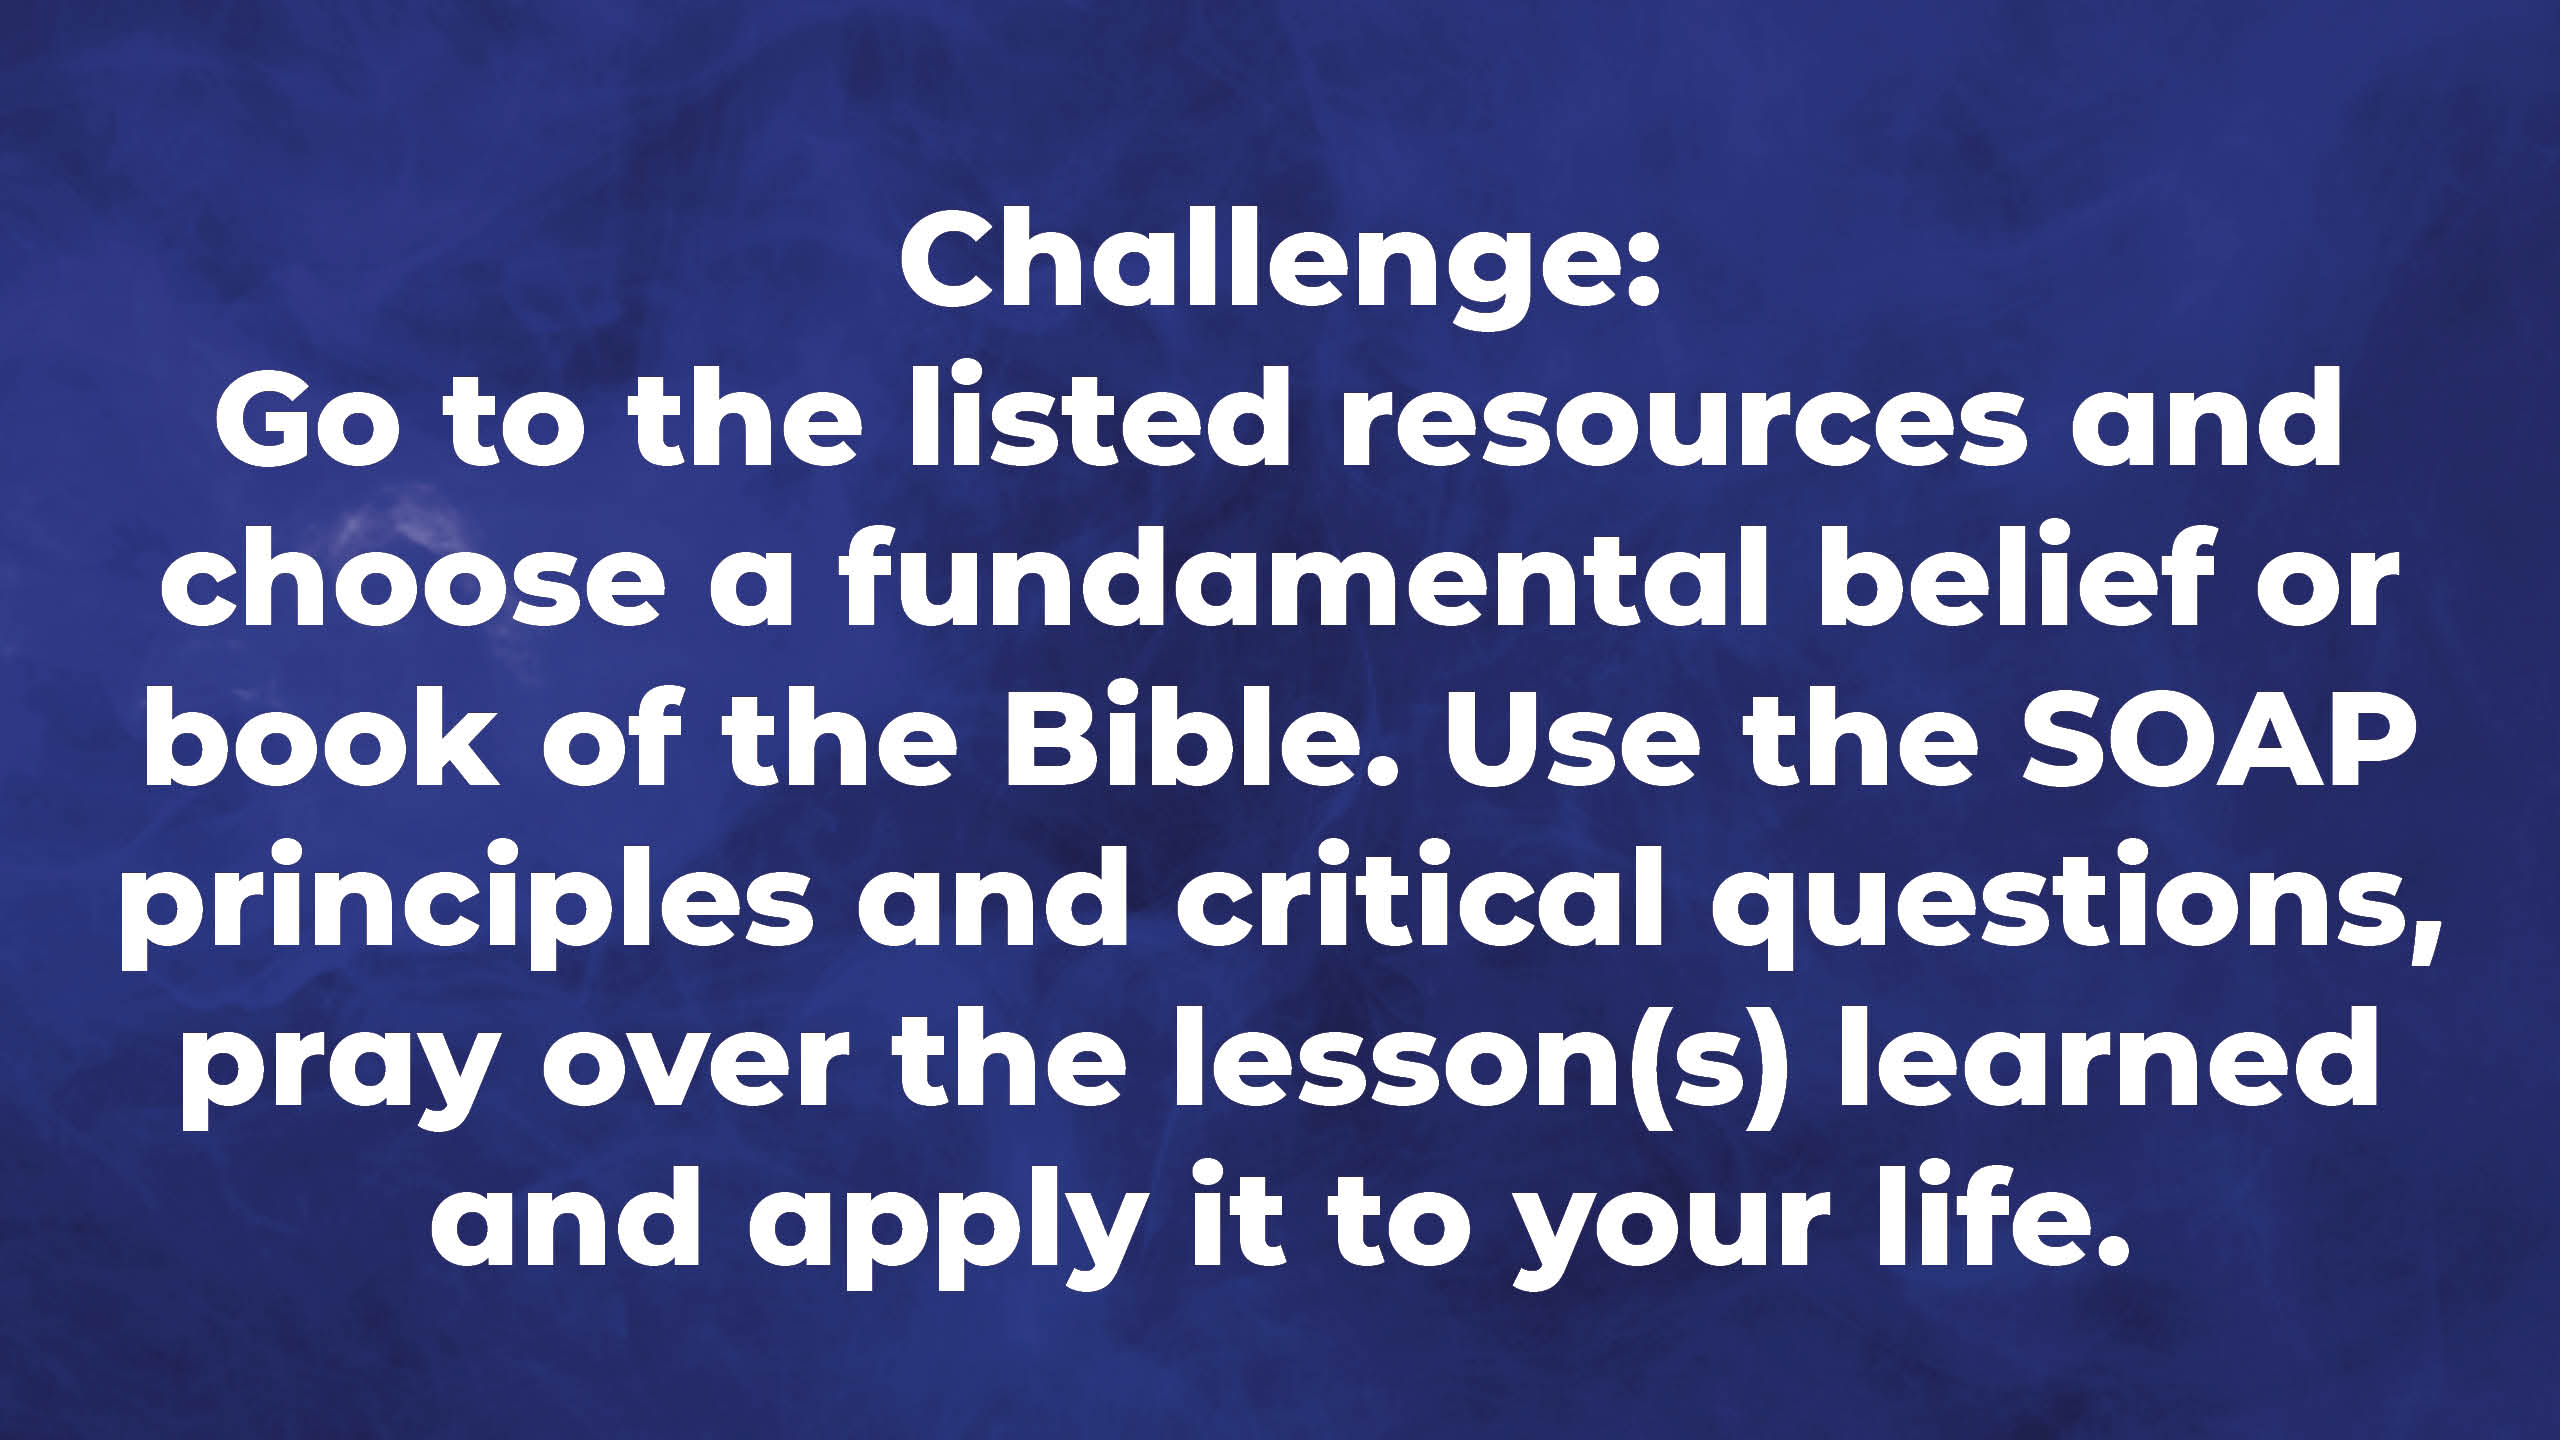 Challenge:
Go to the listed resources and
choose a fundamental belief or
book of the Bible. Use the SOAP
principles and critical questions,
pray over the lesson(s) learned
and apply it to your life.